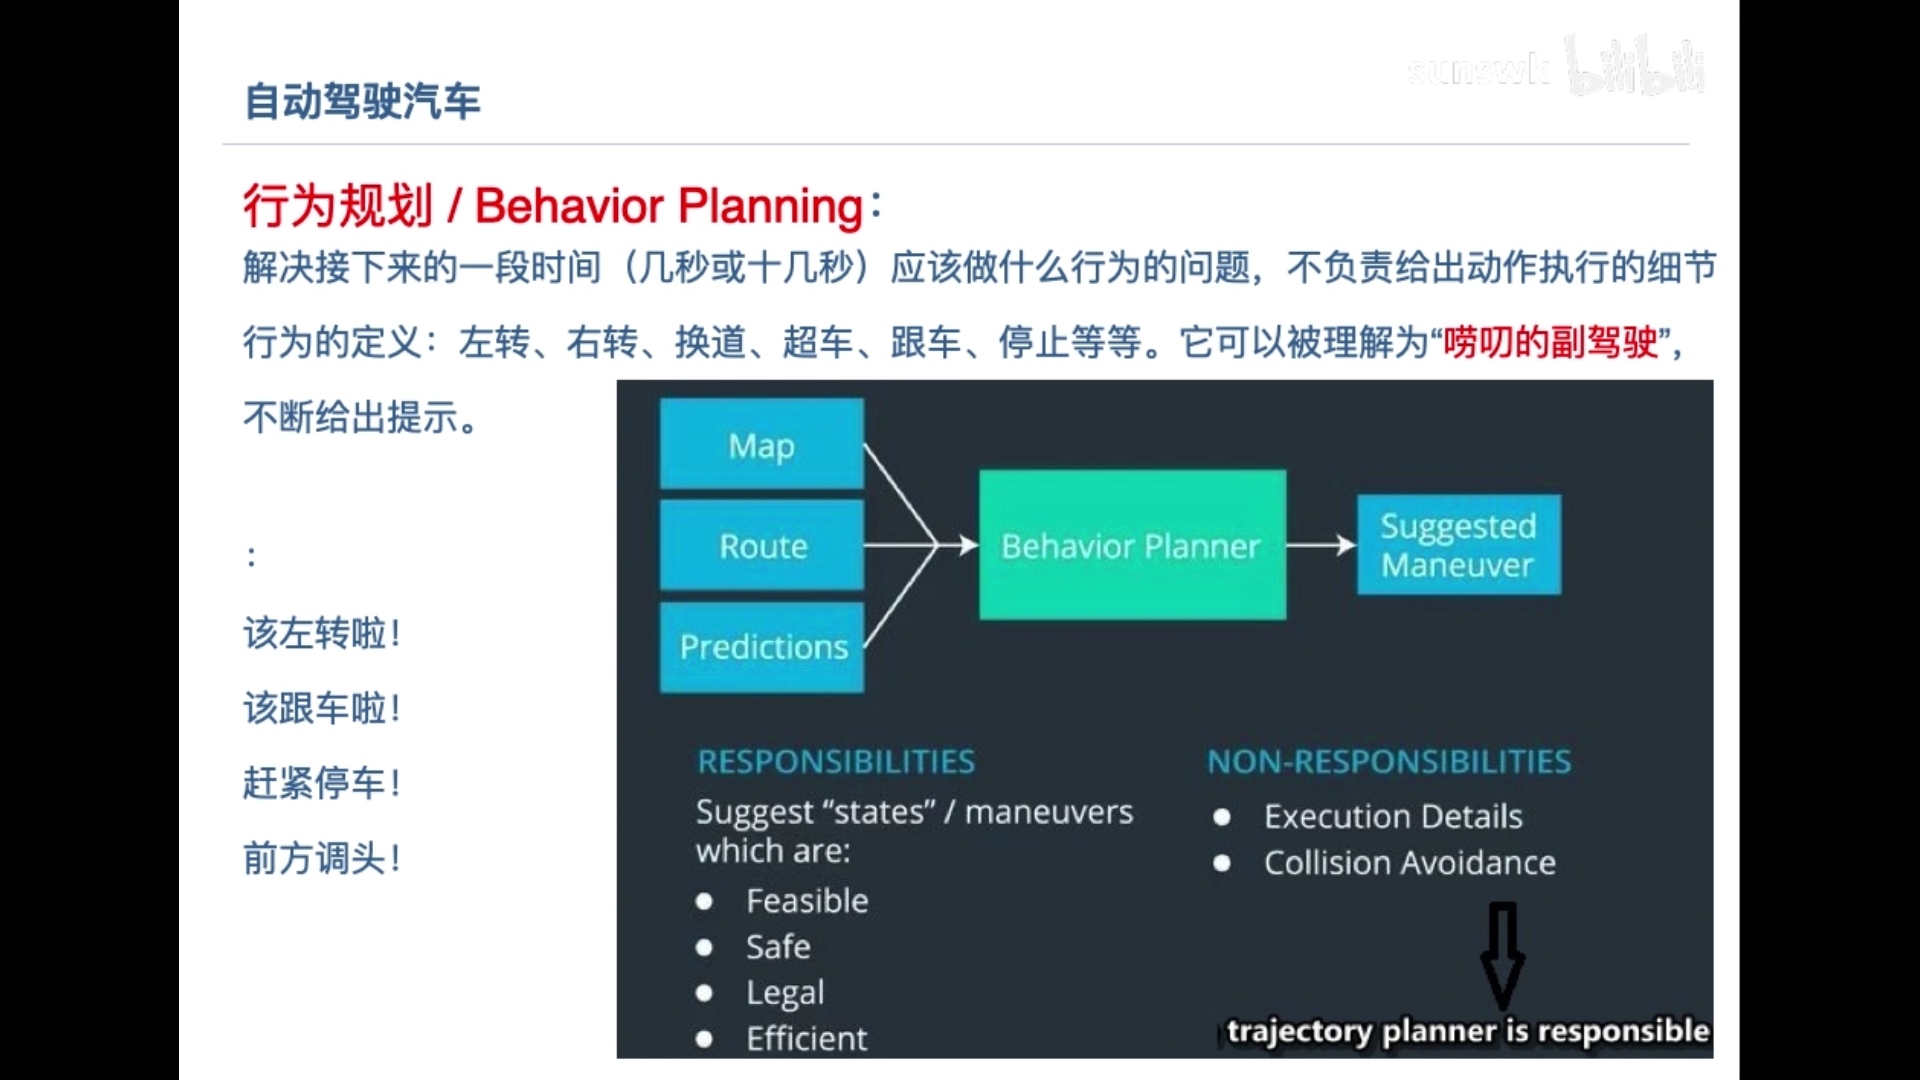 sunswk bilibili
自动驾驶汽车
行为规划 / Behavior Planning：
解决接下来的一段时间（几秒或十几秒）应该做什么行为的问题，不负责给出动作执行的细节
行为的定义：左转、右转、换道、超车、跟车、停止等等。它可以被理解为“唠叨的副驾驶”，
不断给出提示。
：
该左转啦！
该跟车啦！
赶紧停车！
前方调头！
Map
Route
Predictions
Behavior Planner
Suggested
Maneuver
RESPONSIBILITIES
Suggest “states” / maneuvers
which are:
● Feasible
● Safe
● Legal
● Efficient
NON-RESPONSIBILITIES
● Execution Details
● Collision Avoidance
trajectory planner is responsible